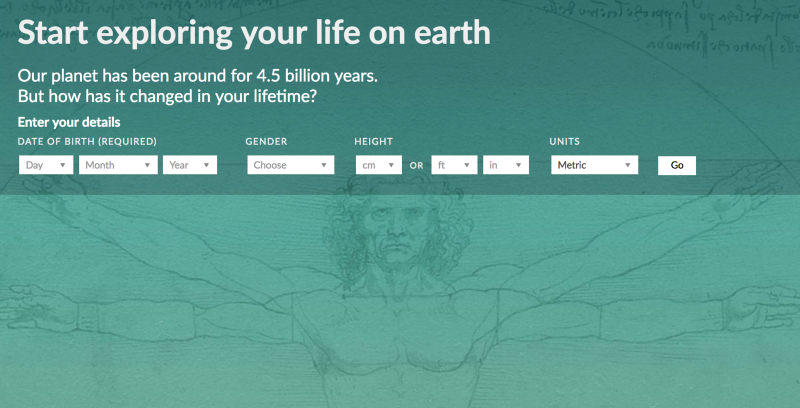 Start exploring your life on earth
Our planet has been around for 4.5 billion years.
But how has it changed in your lifetime?
Enter your details
DATE OF BIRTH (REQUIRED) GENDER HEIGHT UNITS
Day Month Year Choose cm OR ft in Metric Go